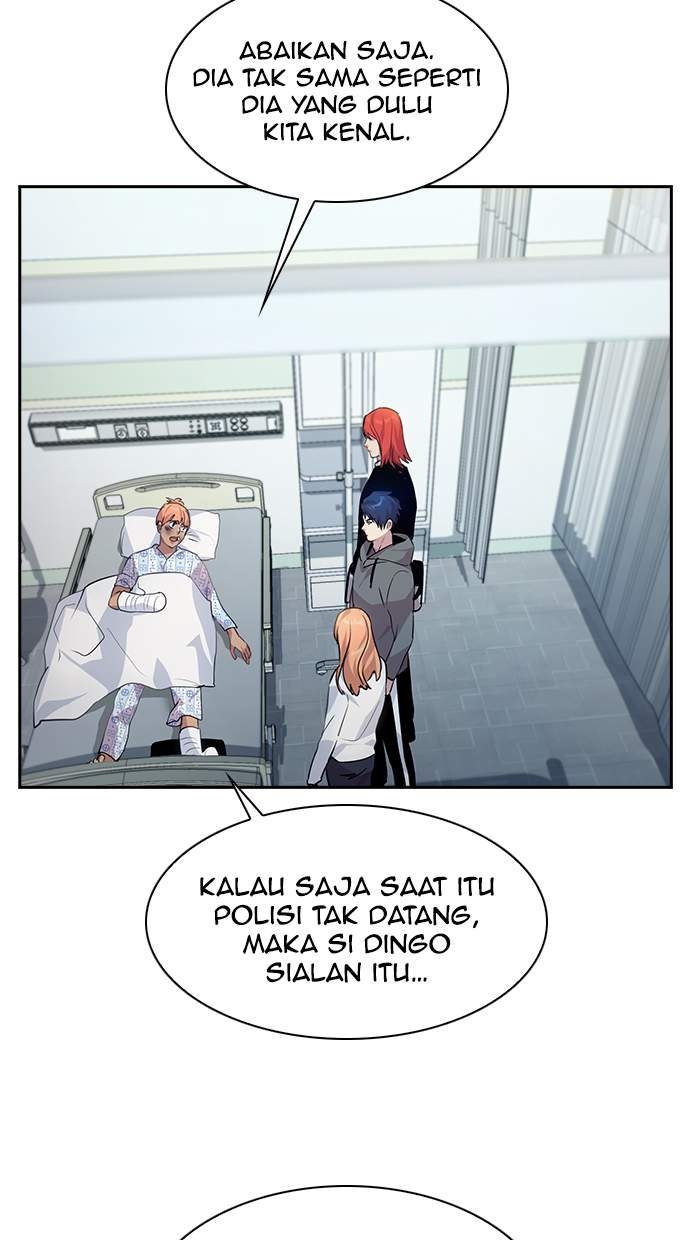 ABAIKAN SAJA.
DIA TAK SAMA SEPERTI
DIA YANG DULU
KITA KENAL.
KALAU SAJA SAAT ITU
POLISI TAK DATANG,
MAKA SI DINGO
SIALAN ITU...